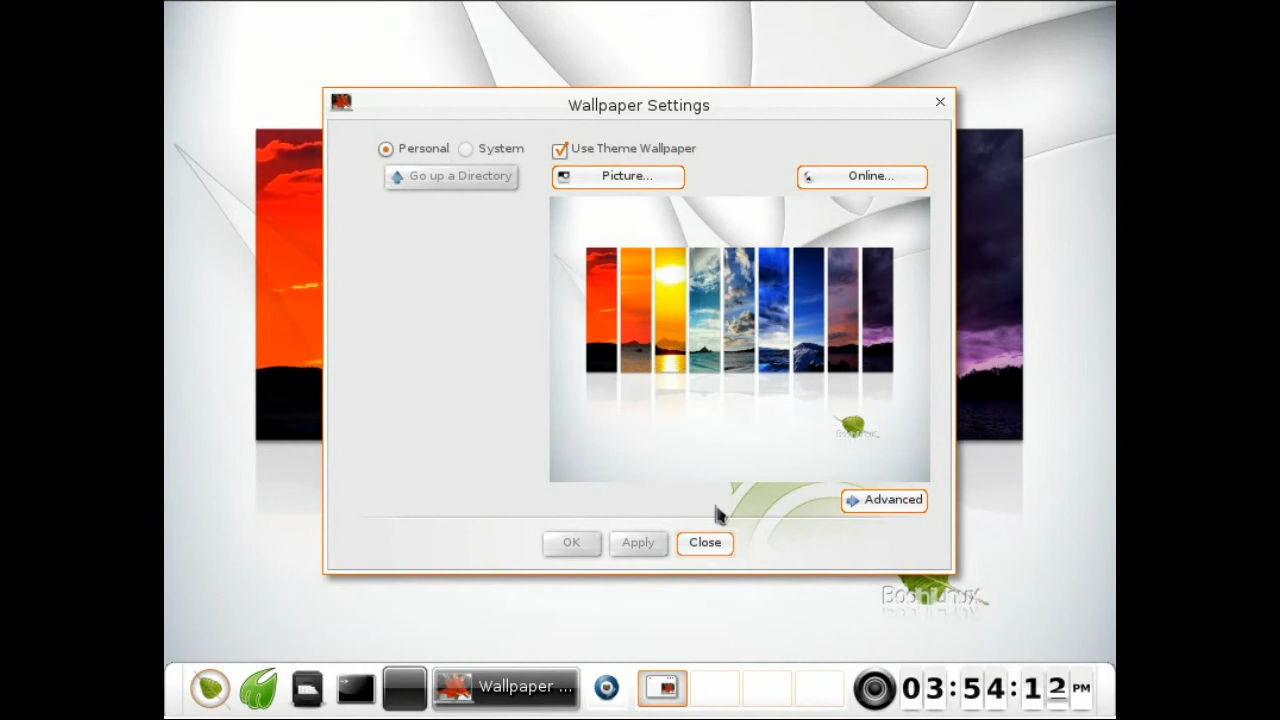 Wallpaper Settings
Personal System Use Theme Wallpaper
Go up a Directory Picture... Online...
Advanced
OK Apply Close
BodhiLinux
Wallpaper ... 03:54:12 PM